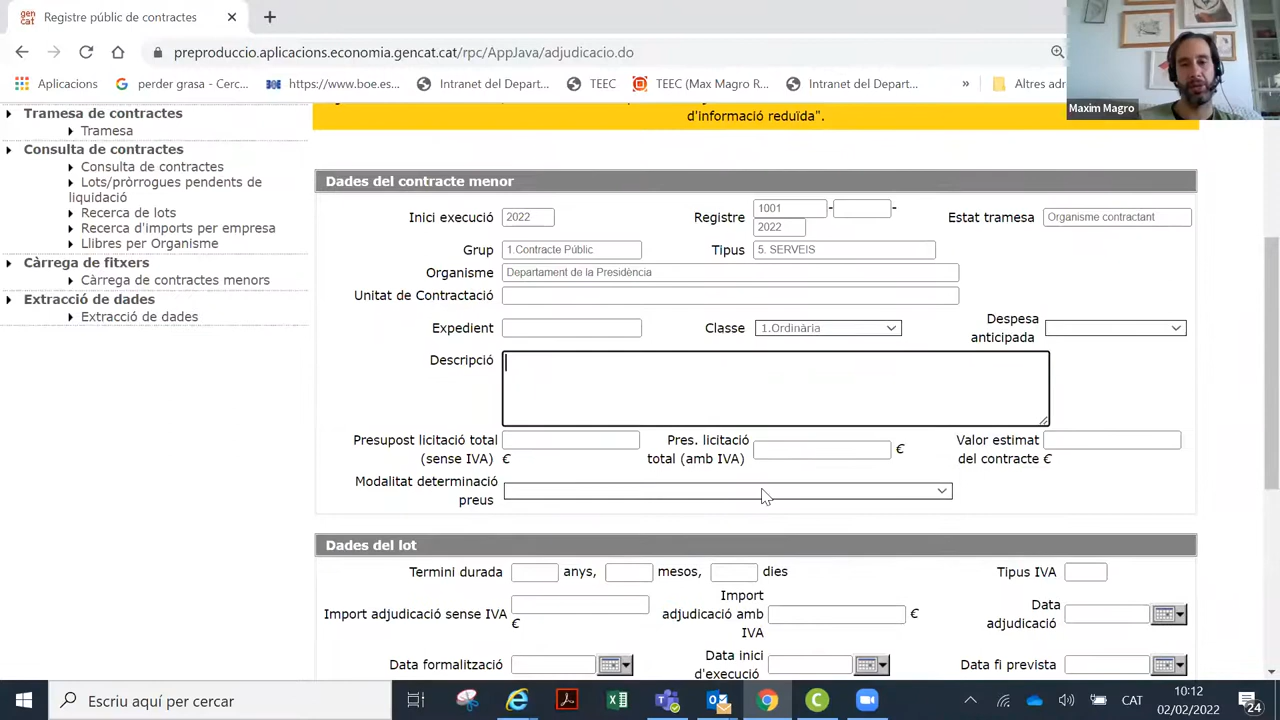 gen
cat
Registre públic de contractes
preproduccio.aplicacions.economia.gencat.cat/rpc/AppJava/adjudicacio.do
Aplicacions
perder grasa - Cerc...
https://www.boe.es...
Intranet del Depart...
TEEC
TEEC (Max Magro R...
Intranet del Depart...
»
Altres adr
Maxim Magro
Tramesa de contractes
Tramesa
Consulta de contractes
Consulta de contractes
Lots/pròrrogues pendents de
liquidació
Recerca de lots
Recerca d'imports per empresa
Llibres per Organisme
Càrrega de fitxers
Càrrega de contractes menors
Extracció de dades
Extracció de dades
d'informació reduïda".
Dades del contracte menor
Inici execució 2022
Registre 1001 - -
2022
Estat tramesa Organisme contractant
Grup 1.Contracte Públic
Tipus 5. SERVEIS
Organisme Departament de la Presidència
Unitat de Contractació
Expedient
Classe 1.Ordinària
Despesa
anticipada
Descripció
Presupost licitació total
(sense IVA) €
Pres. licitació
total (amb IVA) €
Valor estimat
del contracte €
Modalitat determinació
preus
Dades del lot
Termini durada anys, mesos, dies
Tipus IVA
Import adjudicació sense IVA
€
Import
adjudicació amb
IVA
€
Data
adjudicació
Data formalització
Data inici
d'execució
Data fi prevista
Escriu aquí per cercar
CAT
10:12
02/02/2022
24